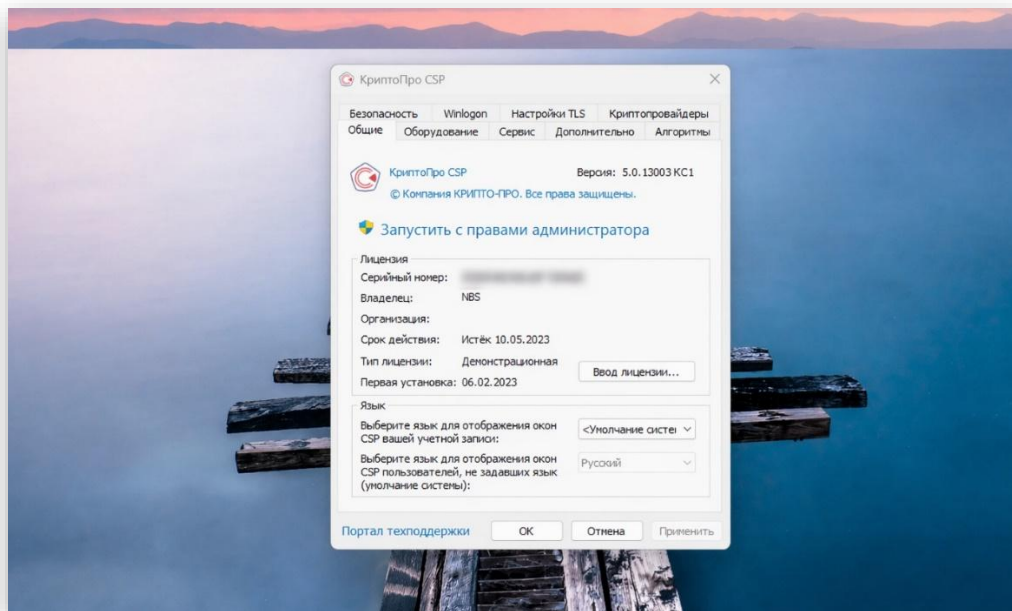 КриптоПро CSP
Безопасность Winlogon Настройки TLS Криптопровайдеры
Общие Оборудование Сервис Дополнительно Алгоритмы
КриптоПро CSP Версия: 5.0.13003 КС1
© Компания КРИПТО-ПРО. Все права защищены.
Запустить с правами администратора
Лицензия
Серийный номер:
Владелец: NBS
Организация:
Срок действия: Истёк 10.05.2023
Тип лицензии: Демонстрационная
Ввод лицензии...
Первая установка: 06.02.2023
Язык
Выберите язык для отображения окон
CSP вашей учетной записи:
<Умолчание систе
Выберите язык для отображения окон
CSP пользователей, не задавших язык
(умолчание системы):
Русский
Портал техподдержки ОК Отмена Применить